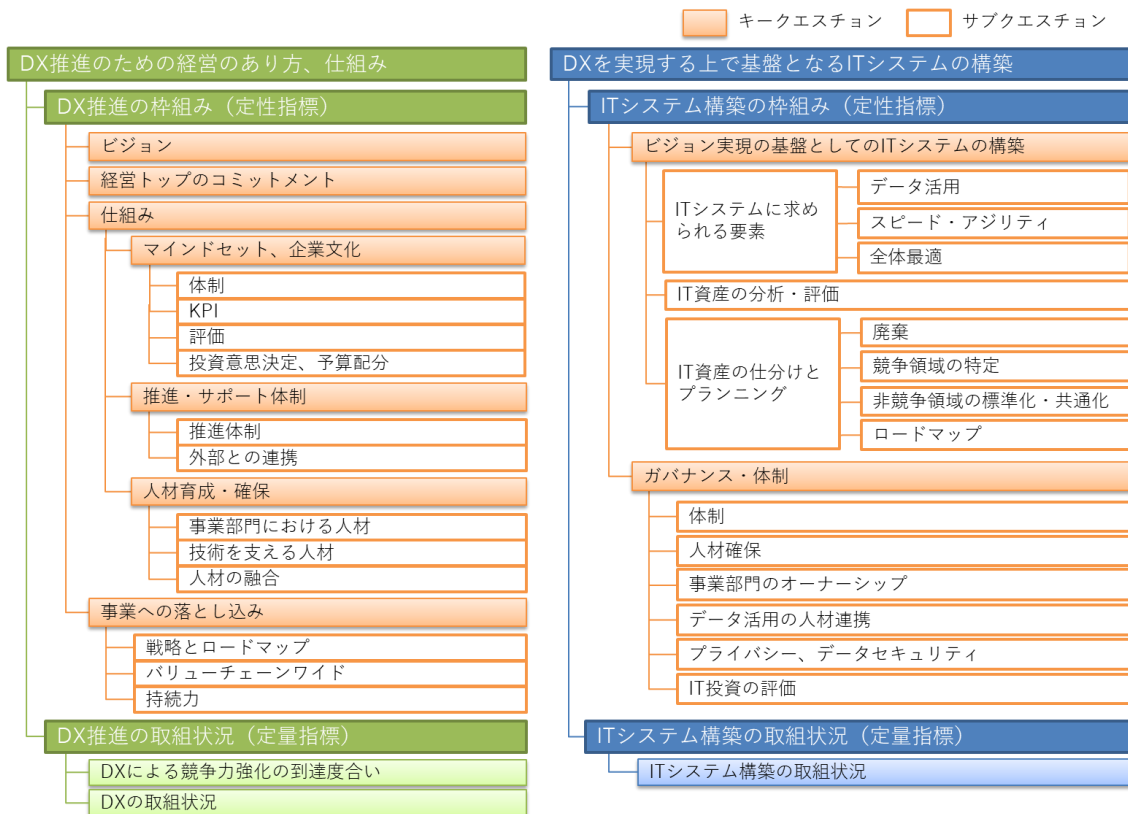 キークエスチョン
サブクエスチョン
DX推進のための経営のあり方、仕組み
DX推進の枠組み（定性指標）
ビジョン
経営トップのコミットメント
仕組み
マインドセット、企業文化
体制
KPI
評価
投資意思決定、予算配分
推進・サポート体制
推進体制
外部との連携
人材育成・確保
事業部門における人材
技術を支える人材
人材の融合
事業への落とし込み
戦略とロードマップ
バリューチェーンワイド
持続力
DX推進の取組状況（定量指標）
DXによる競争力強化の到達度合い
DXの取組状況
DXを実現する上で基盤となるITシステムの構築
ITシステム構築の枠組み（定性指標）
ビジョン実現の基盤としてのITシステムの構築
ITシステムに求め
られる要素
データ活用
スピード・アジリティ
全体最適
IT資産の分析・評価
IT資産の仕分けと
プランニング
廃棄
競争領域の特定
非競争領域の標準化・共通化
ロードマップ
ガバナンス・体制
体制
人材確保
事業部門のオーナーシップ
データ活用の人材連携
プライバシー、データセキュリティ
IT投資の評価
ITシステム構築の取組状況（定量指標）
ITシステム構築の取組状況